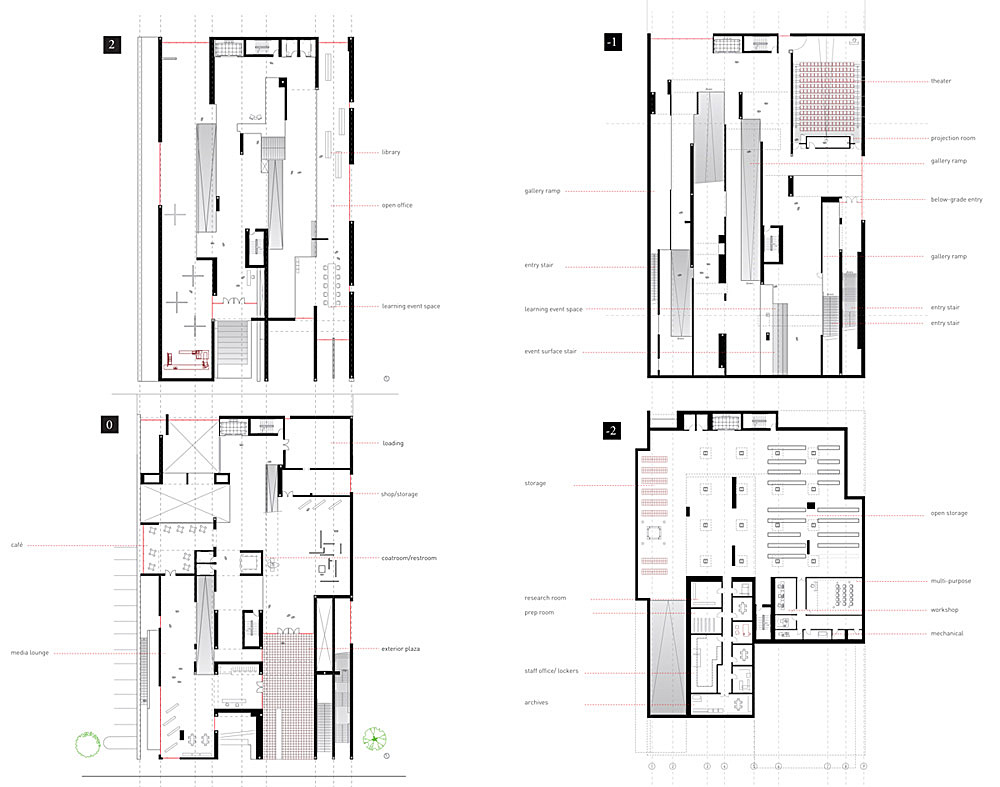 2
library
open office
learning event space
-1
theater
projection room
gallery ramp
below-grade entry
gallery ramp
entry stair
entry stair
gallery ramp
entry stair
learning event space
event surface stair
0
loading
shop/storage
coatroom/restroom
exterior plaza
café
media lounge
-2
storage
research room
prep room
staff office/ lockers
archives
open storage
multi-purpose
workshop
mechanical